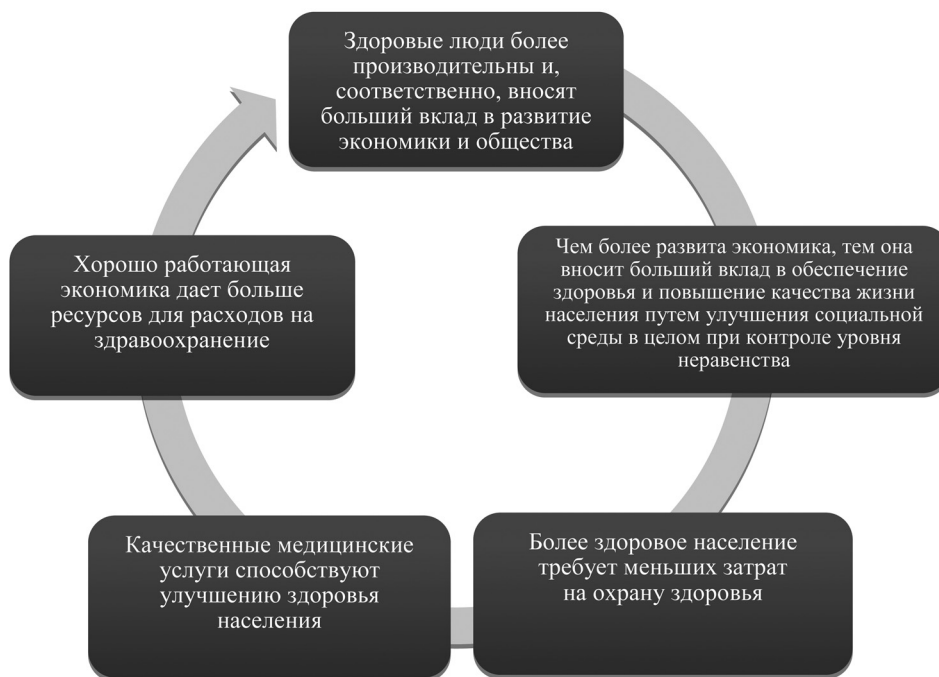 Здоровые люди более
производительны и,
соответственно, вносят
больший вклад в развитие
экономики и общества
Чем более развита экономика, тем она
вносит больший вклад в обеспечение
здоровья и повышение качества жизни
населения путем улучшения социальной
среды в целом при контроле уровня
неравенства
Более здоровое население
требует меньших затрат
на охрану здоровья
Качественные медицинские
услуги способствуют
улучшению здоровья
населения
Хорошо работающая
экономика дает больше
ресурсов для расходов на
здравоохранение